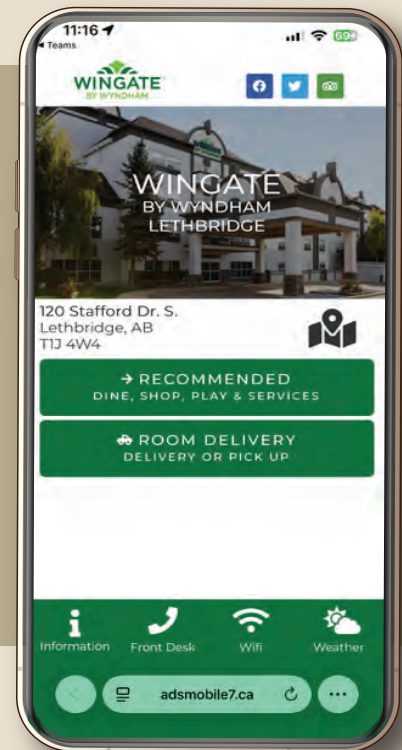 11:16
69
Teams
WINGATE
BY WYNDHAM
WINGATE
BY WYNDHAM
LETHBRIDGE
120 Stafford Dr. S.
Lethbridge, AB
T1J 4W4
RECOMMENDED
DINE, SHOP, PLAY & SERVICES
ROOM DELIVERY
DELIVERY OR PICK UP
Information Front Desk Wifi Weather
adsmobile7.ca